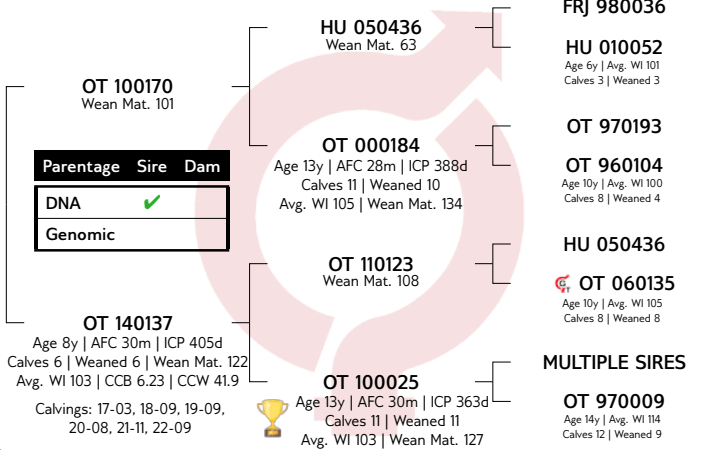 FRJ 980036
HU 050436
Wean Mat. 63
HU 010052
Age 6y | Avg. WI 101
Calves 3 | Weaned 3
OT 100170
Wean Mat. 101
OT 970193
OT 000184
Age 13y | AFC 28m | ICP 388d
Calves 11 | Weaned 10
Avg. WI 105 | Wean Mat. 134
OT 960104
Age 10y | Avg. WI 100
Calves 8 | Weaned 4
Parentage Sire Dam
DNA ✔
Genomic
HU 050436
OT 110123
Wean Mat. 108
OT 060135
Age 10y | Avg. WI 105
Calves 8 | Weaned 8
OT 140137
Age 8y | AFC 30m | ICP 405d
Calves 6 | Weaned 6 | Wean Mat. 122
Avg. WI 103 | CCB 6.23 | CCW 41.9
Calvings: 17-03, 18-09, 19-09,
20-08, 21-11, 22-09
MULTIPLE SIRES
OT 100025
Age 13y | AFC 30m | ICP 363d
Calves 11 | Weaned 11
Avg. WI 103 | Wean Mat. 127
OT 970009
Age 14y | Avg. WI 114
Calves 12 | Weaned 9